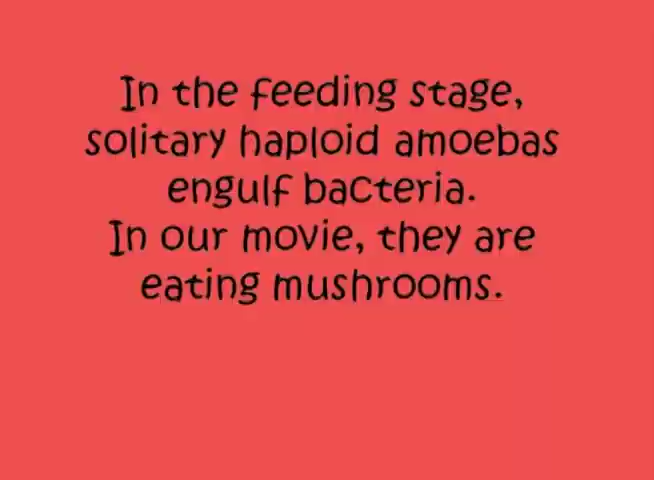 In the feeding stage,
solitary haploid amoebas
engulf bacteria.
In our movie, they are
eating mushrooms.